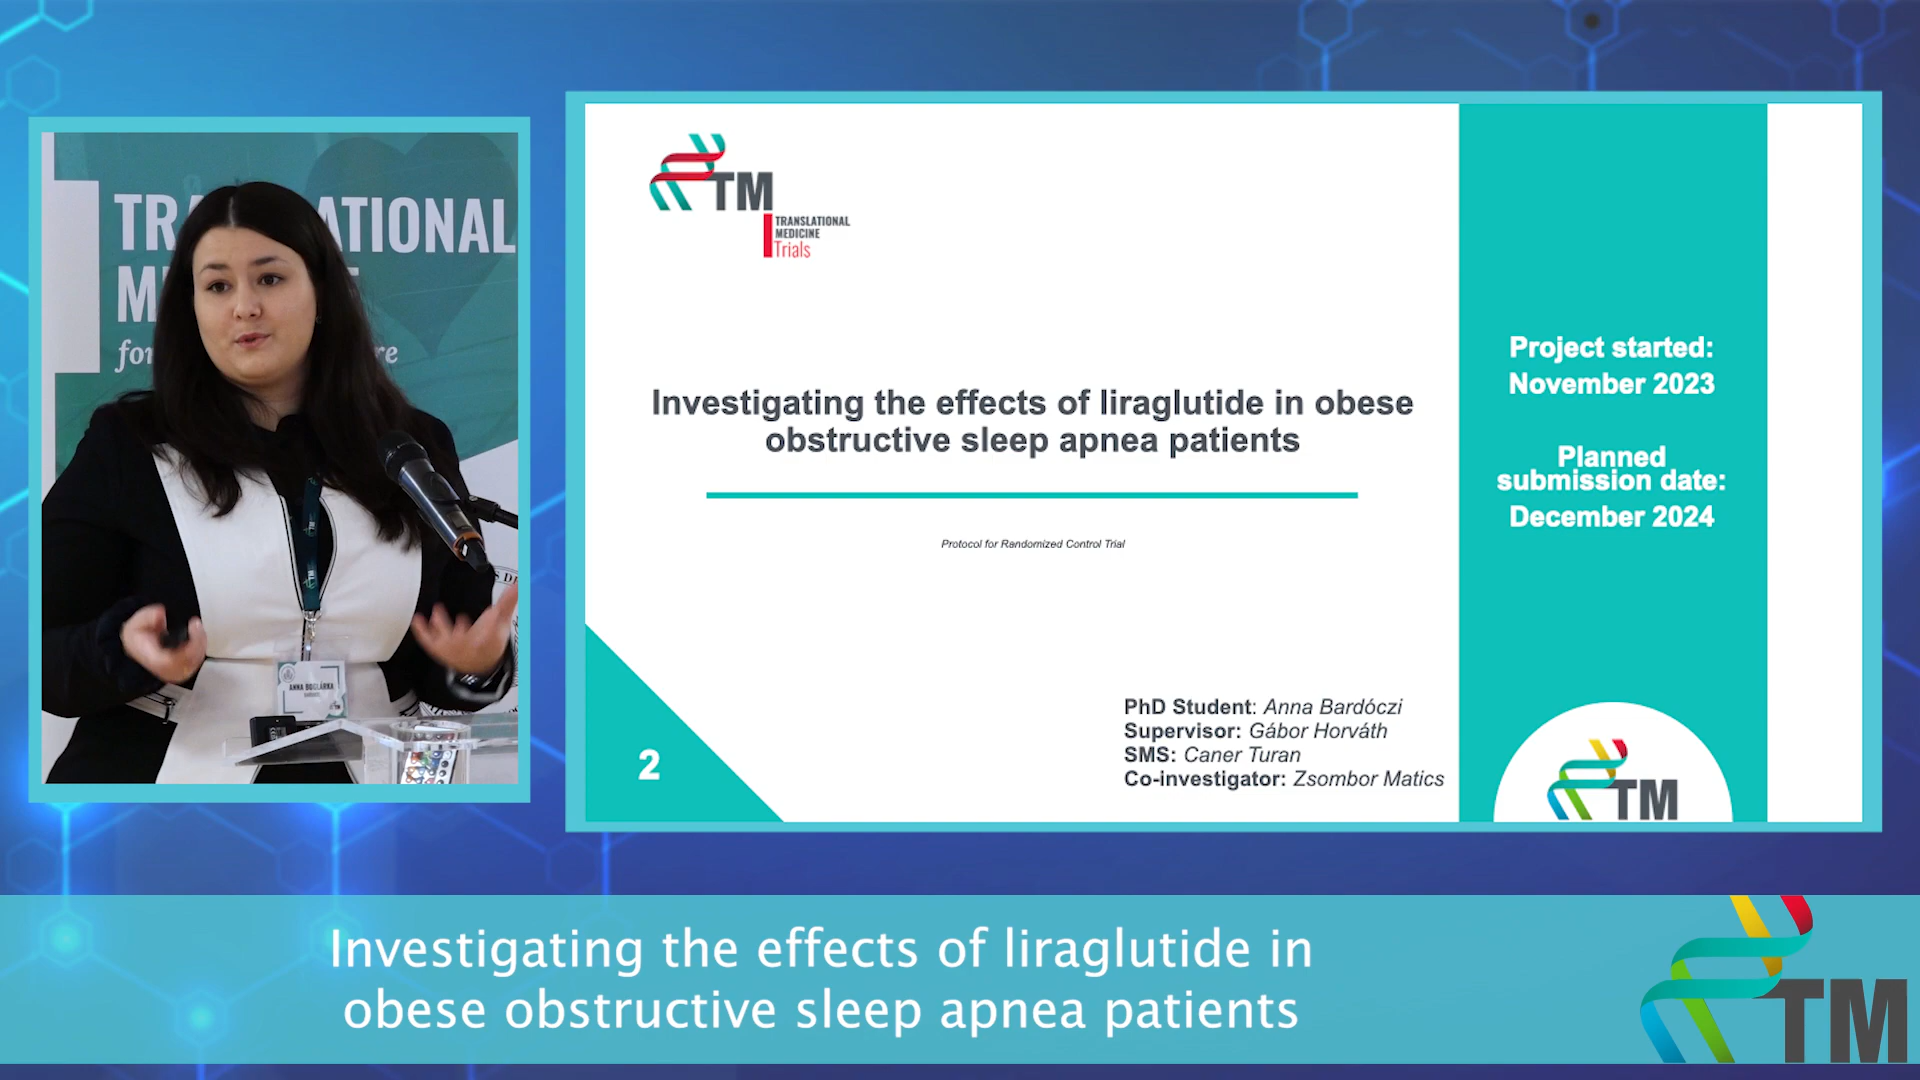 TRANSLATIONAL
MEDICINE
Trials
TM
Investigating the effects of liraglutide in obese
obstructive sleep apnea patients
Protocol for Randomized Control Trial
PhD Student: Anna Bardóczi
Supervisor: Gábor Horváth
SMS: Caner Turan
Co-investigator: Zsombor Matics
2
Project started:
November 2023
Planned
submission date:
December 2024
TM
ANNA BOGLÁRKA
TM
Investigating the effects of liraglutide in
obese obstructive sleep apnea patients
TM